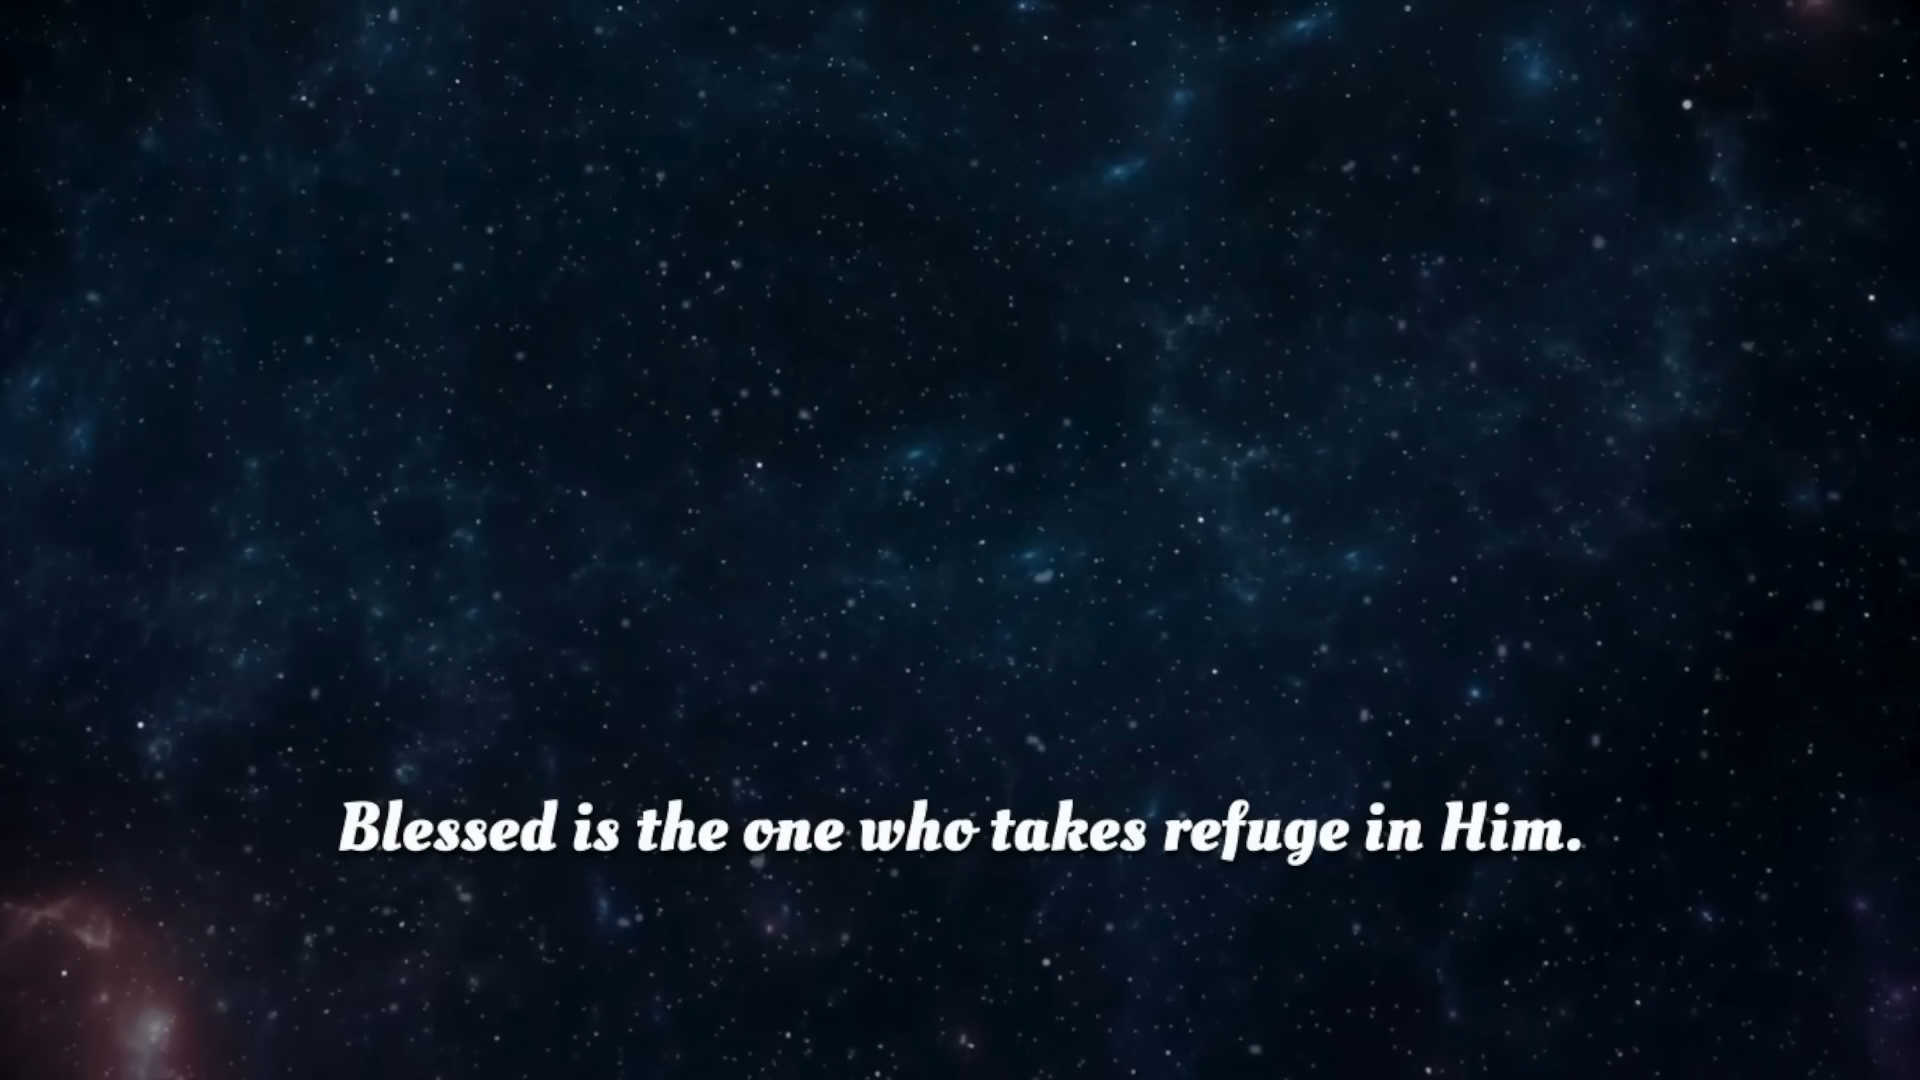 Blessed is the one who takes refuge in Him.